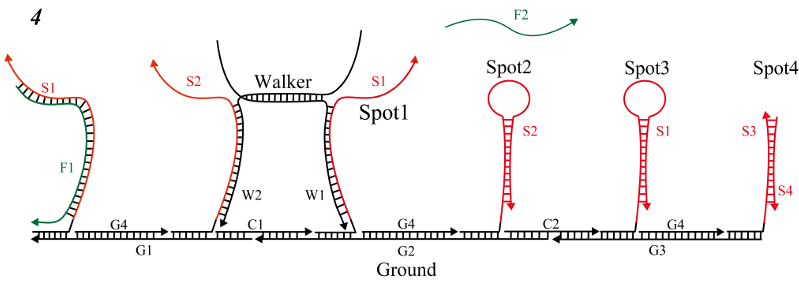 4
F2
S1
S2
Walker
S1
Spot1
Spot2
Spot3
Spot4
S2
S1
S3
F1
W2
W1
S4
G4
C1
G4
C2
G4
G1
G2
G3
Ground